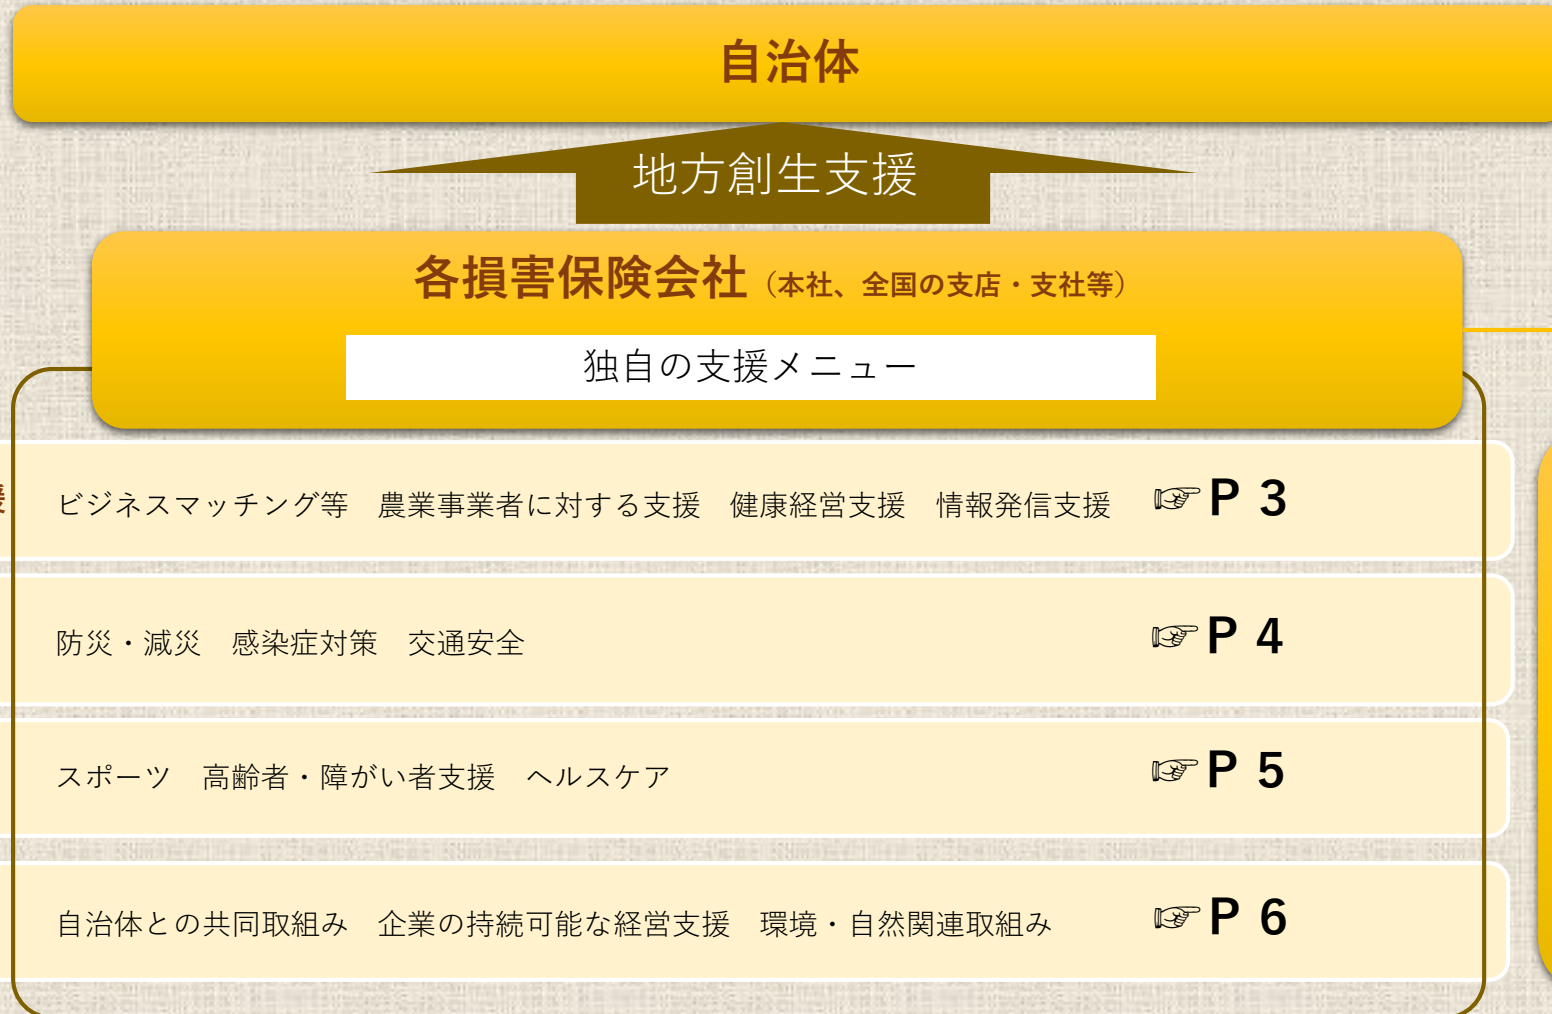 自治体
地方創生支援
各損害保険会社（本社、全国の支店・支社等）
独自の支援メニュー
ビジネスマッチング等　農業事業者に対する支援　健康経営支援　情報発信支援　☞Ｐ３
防災・減災　感染症対策　交通安全　☞Ｐ４
スポーツ　高齢者・障がい者支援　ヘルスケア　☞Ｐ５
自治体との共同取組み　企業の持続可能な経営支援　環境・自然関連取組み　☞Ｐ６